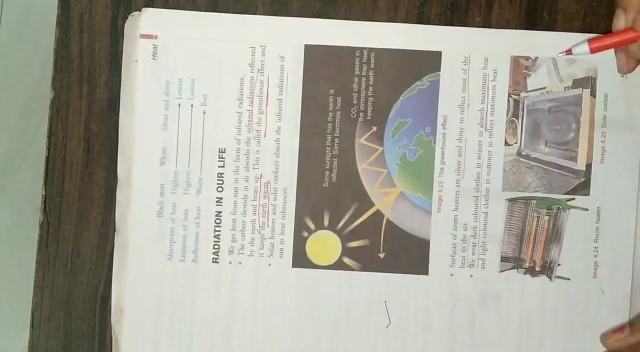 Heat
Black matt White Silver and shiny
Absorption of heat Highest Lowest
Emission of heat Highest Lowest
Reflection of heat Worst Best
RADIATION IN OUR LIFE
• We get heat from sun in the form of infrared radiations.
• The carbon dioxide in air absorbs the infrared radiations reflected
by the earth and heats up. This is called the greenhouse effect and
it keeps the earth warm.
• Solar heaters and solar cookers absorb the infrared radiations of
sun to heat substances.
Some sunlight that hits the earth is
reflected. Some becomes heat.
CO₂ and other gases in
the atmosphere trap heat,
keeping the earth warm.
Image 4.23 The greenhouse effect
• Surfaces of room heaters are silver and shiny to reflect most of the
heat to the air.
• We wear dark coloured clothes in winter to absorb maximum heat
and light coloured clothes in summer to reflect maximum heat.
Image 4.24 Room heater
Image 4.25 Solar cooker